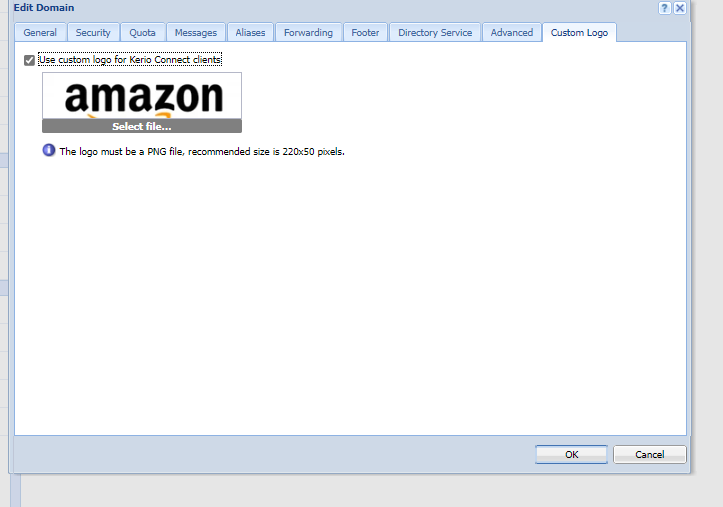 Edit Domain
General Security Quota Messages Aliases Forwarding Footer Directory Service Advanced Custom Logo
Use custom logo for Kerio Connect clients
amazon
Select file...
The logo must be a PNG file, recommended size is 220x50 pixels.
OK Cancel